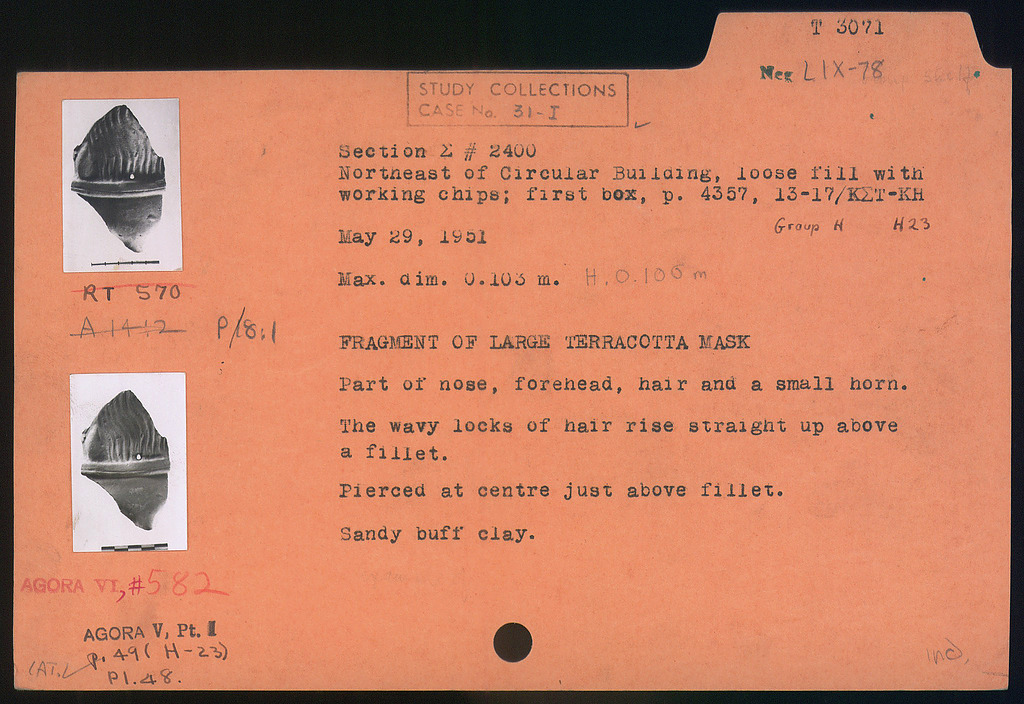 T 3071
Neg LIX-78
STUDY COLLECTIONS
CASE No. 31-I
Section Σ # 2400
Northeast of Circular Building, loose fill with
working chips; first box, p. 4357, 13-17/ΚΣΤ-ΚΗ
Group H H23
May 29, 1951
Max. dim. 0.103 m. H. 0.106 m
RT 570
A 1412 P/8:1
FRAGMENT OF LARGE TERRACOTTA MASK
Part of nose, forehead, hair and a small horn.
The wavy locks of hair rise straight up above
a fillet.
Pierced at centre just above fillet.
Sandy buff clay.
AGORA VI, #582
AGORA V, Pt. I
p. 49 (H-23)
(AT.)
Pl. 48.
ind.